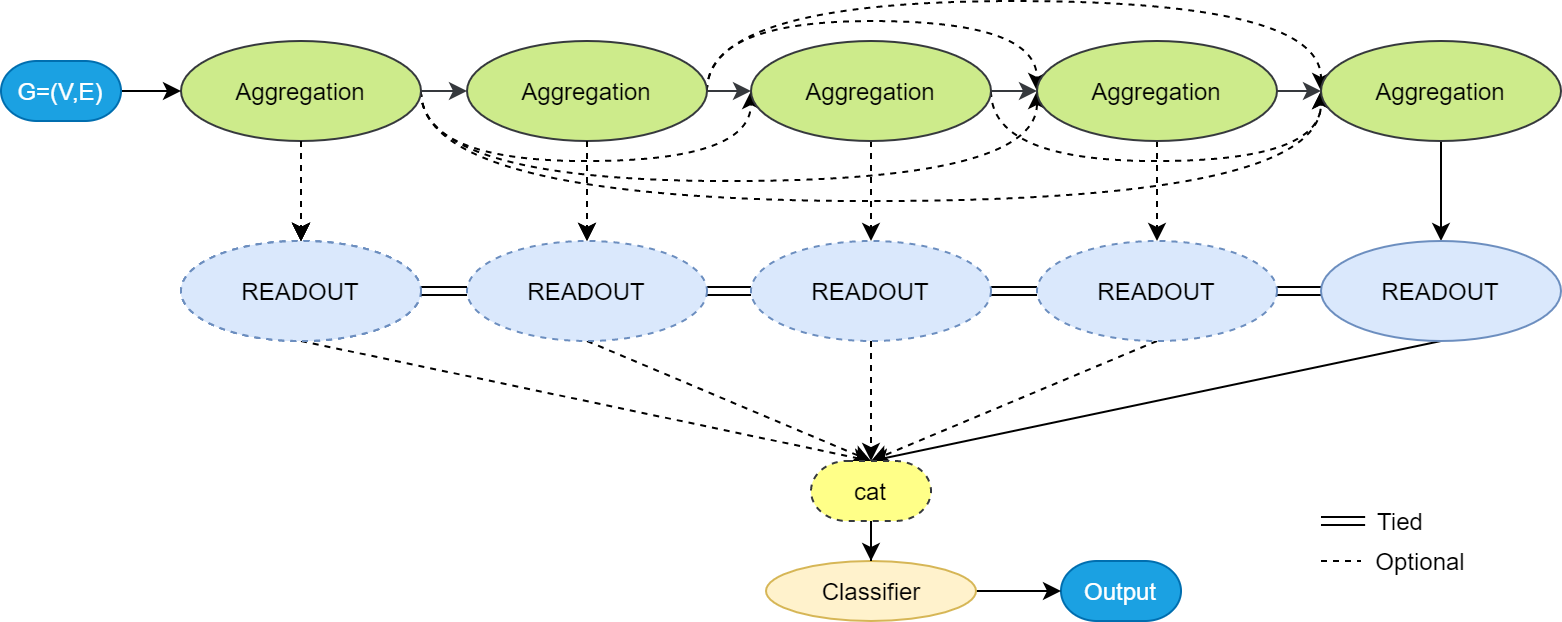 G=(V,E)
Aggregation
Aggregation
Aggregation
Aggregation
Aggregation
READOUT
READOUT
READOUT
READOUT
READOUT
cat
Tied
Optional
Classifier
Output